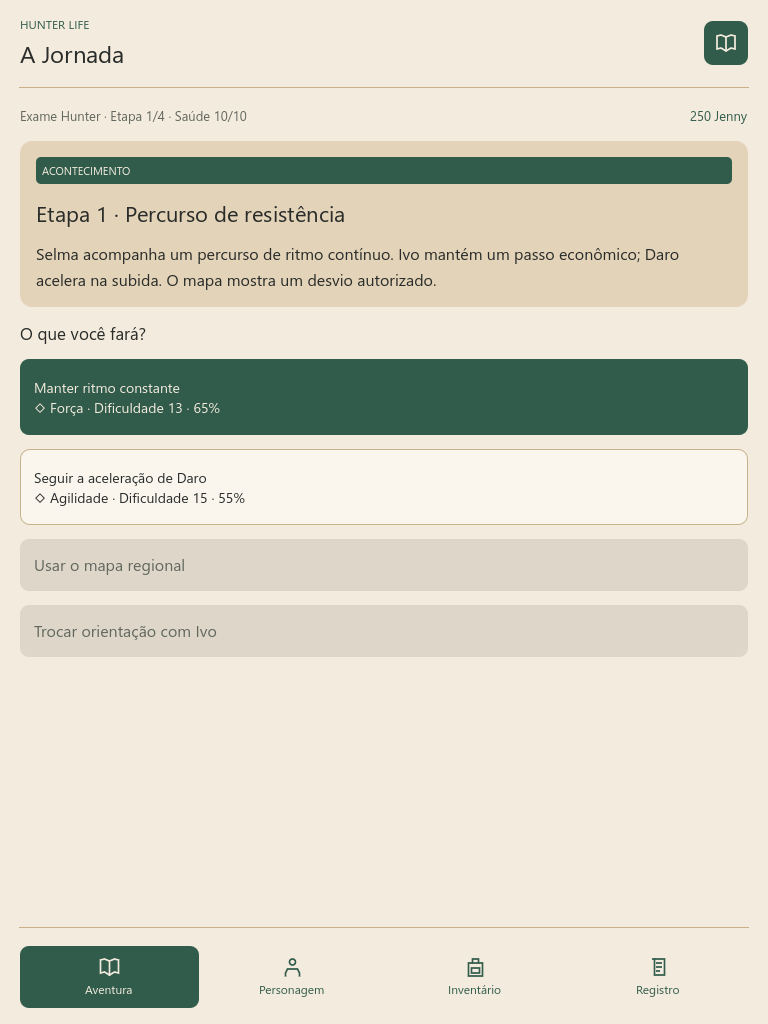 HUNTER LIFE
A Jornada
Exame Hunter · Etapa 1/4 · Saúde 10/10
250 Jenny
ACONTECIMENTO
Etapa 1 · Percurso de resistência
Selma acompanha um percurso de ritmo contínuo. Ivo mantém um passo econômico; Daro
acelera na subida. O mapa mostra um desvio autorizado.
O que você fará?
Manter ritmo constante
◇ Força · Dificuldade 13 · 65%
Seguir a aceleração de Daro
◇ Agilidade · Dificuldade 15 · 55%
Usar o mapa regional
Trocar orientação com Ivo
Aventura
Personagem
Inventário
Registro